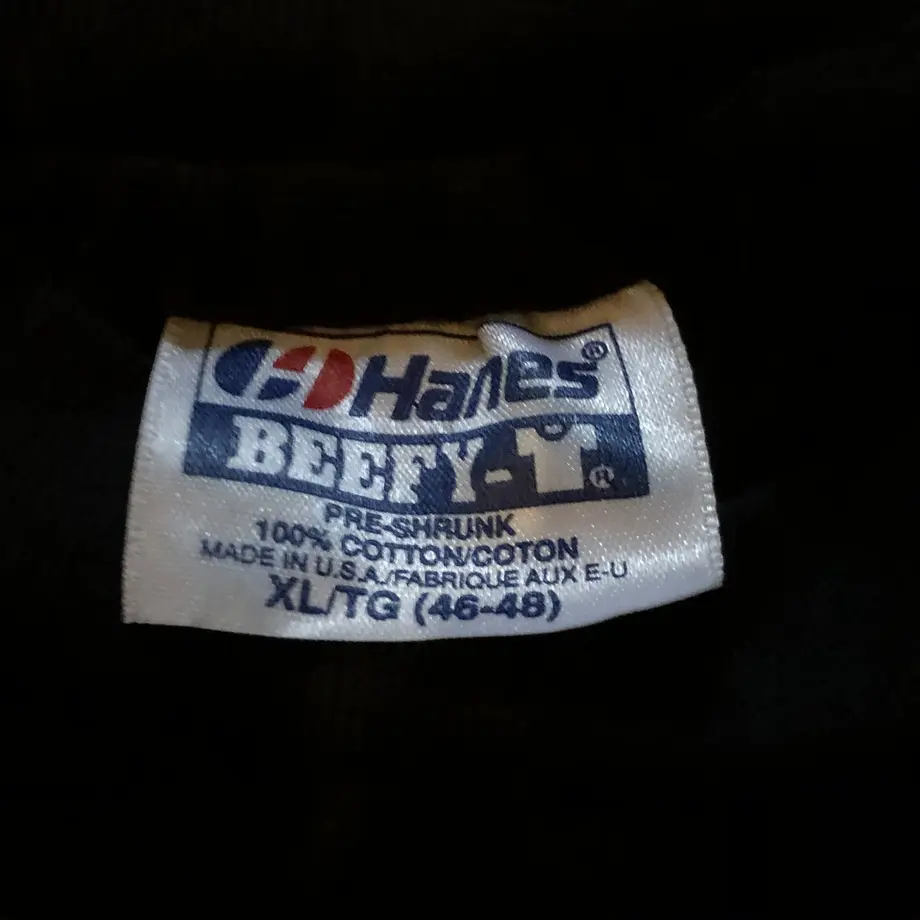 Hanes®
BEEFY-T®
PRE-SHRUNK
100% COTTON/COTON
MADE IN U.S.A./FABRIQUE AUX E-U
XL/TG (46-48)